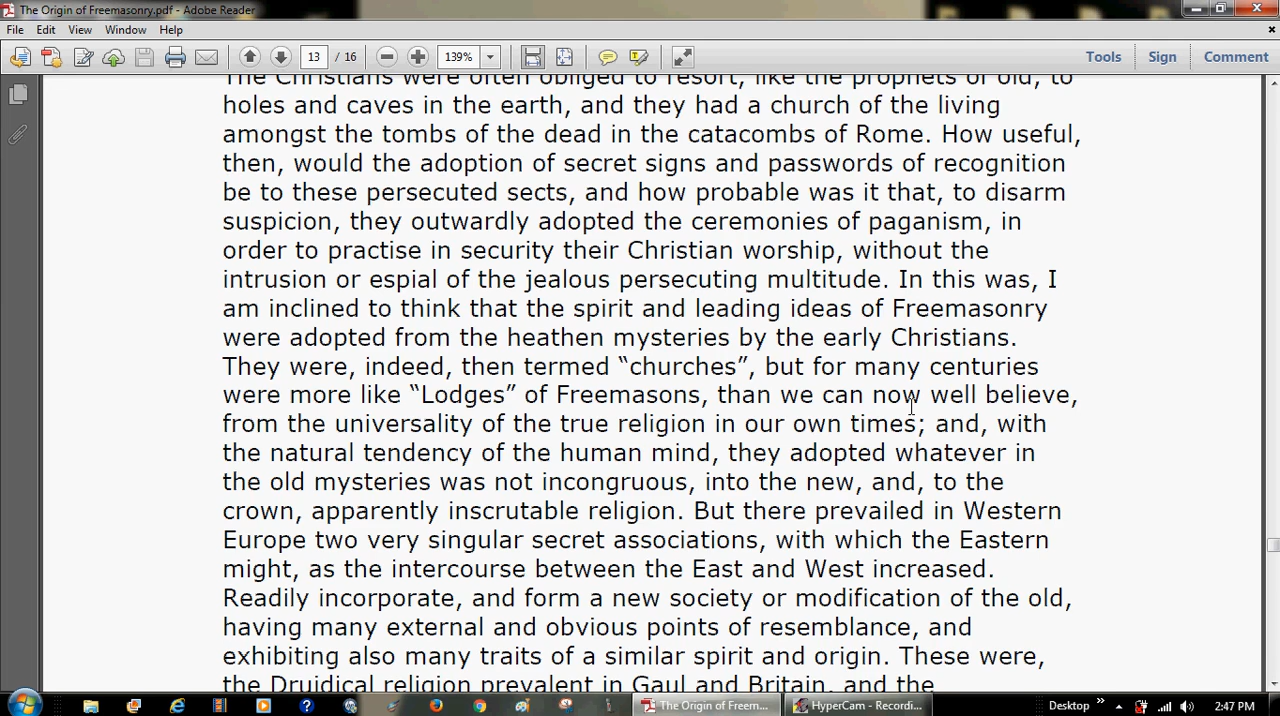 The Origin of Freemasonry.pdf - Adobe Reader
File Edit View Window Help
13 / 16 139% Tools Sign Comment
The Christians were often obliged to resort, like the prophets of old, to
holes and caves in the earth, and they had a church of the living
amongst the tombs of the dead in the catacombs of Rome. How useful,
then, would the adoption of secret signs and passwords of recognition
be to these persecuted sects, and how probable was it that, to disarm
suspicion, they outwardly adopted the ceremonies of paganism, in
order to practise in security their Christian worship, without the
intrusion or espial of the jealous persecuting multitude. In this was, I
am inclined to think that the spirit and leading ideas of Freemasonry
were adopted from the heathen mysteries by the early Christians.
They were, indeed, then termed “churches”, but for many centuries
were more like “Lodges” of Freemasons, than we can now well believe,
from the universality of the true religion in our own times; and, with
the natural tendency of the human mind, they adopted whatever in
the old mysteries was not incongruous, into the new, and, to the
crown, apparently inscrutable religion. But there prevailed in Western
Europe two very singular secret associations, with which the Eastern
might, as the intercourse between the East and West increased.
Readily incorporate, and form a new society or modification of the old,
having many external and obvious points of resemblance, and
exhibiting also many traits of a similar spirit and origin. These were,
the Druidical religion prevalent in Gaul and Britain, and the
The Origin of Freem... HyperCam - Recordi... Desktop » 2:47 PM